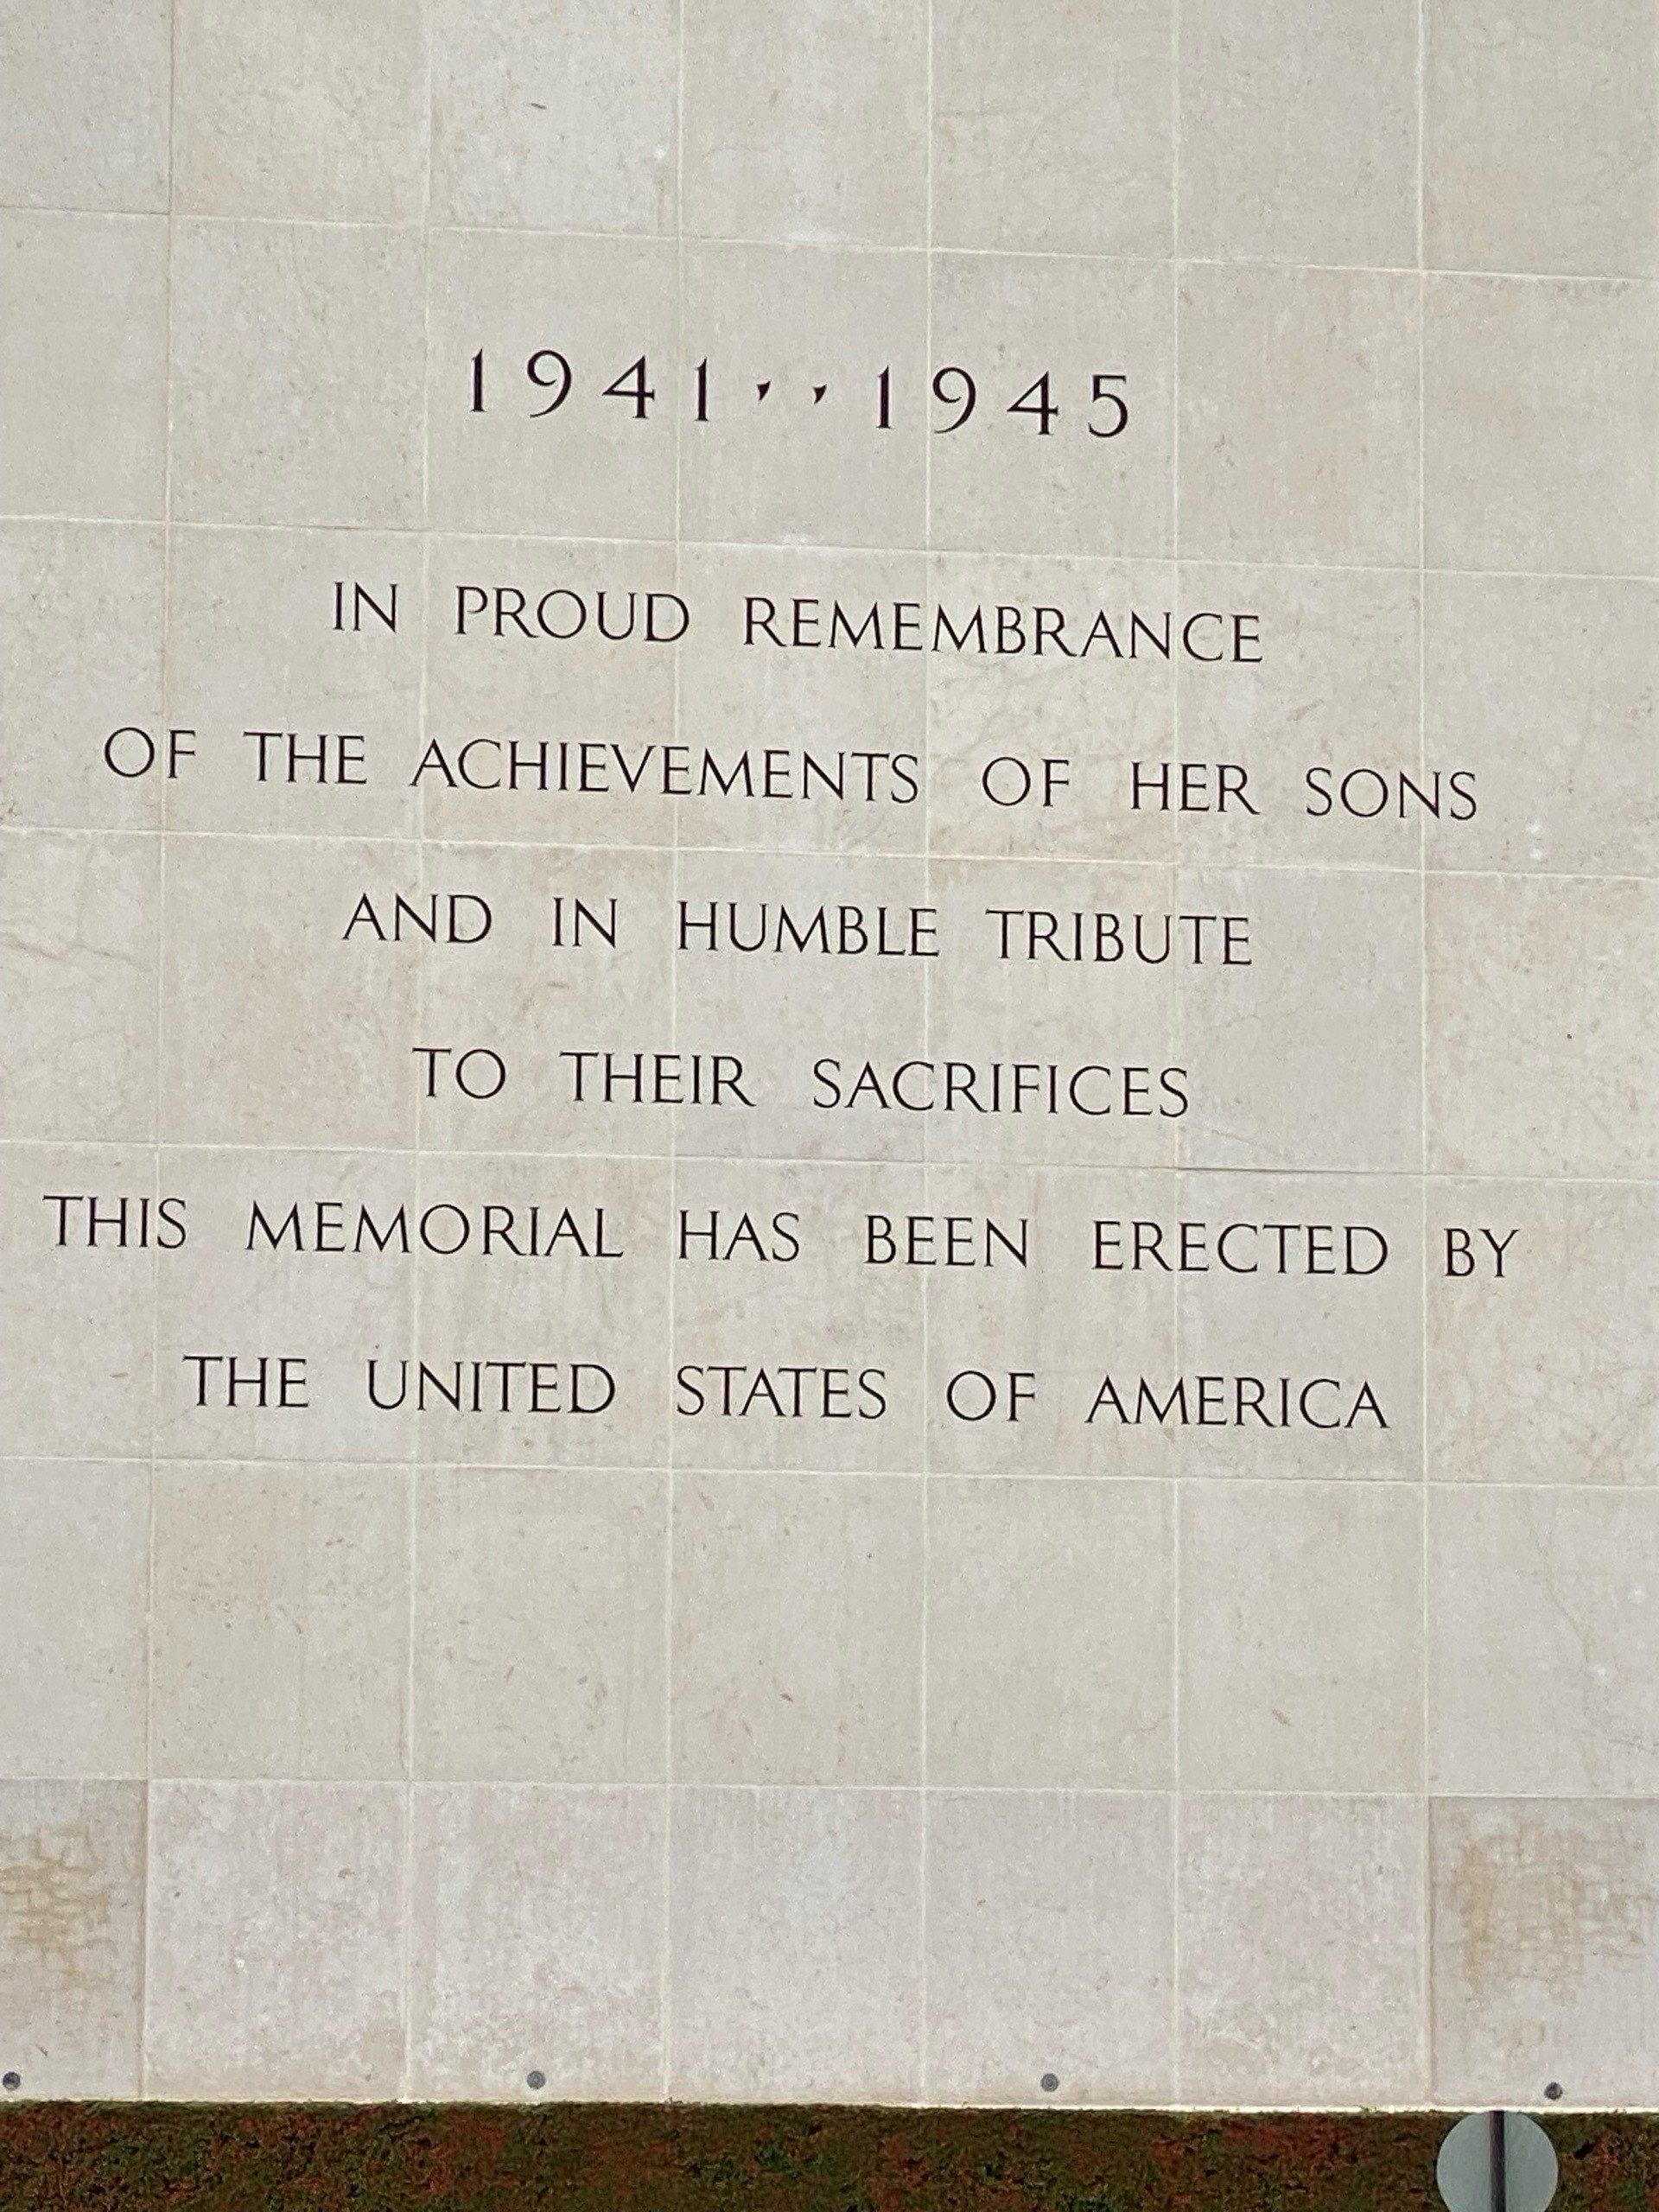 1941··1945
IN PROUD REMEMBRANCE
OF THE ACHIEVEMENTS OF HER SONS
AND IN HUMBLE TRIBUTE
TO THEIR SACRIFICES
THIS MEMORIAL HAS BEEN ERECTED BY
THE UNITED STATES OF AMERICA